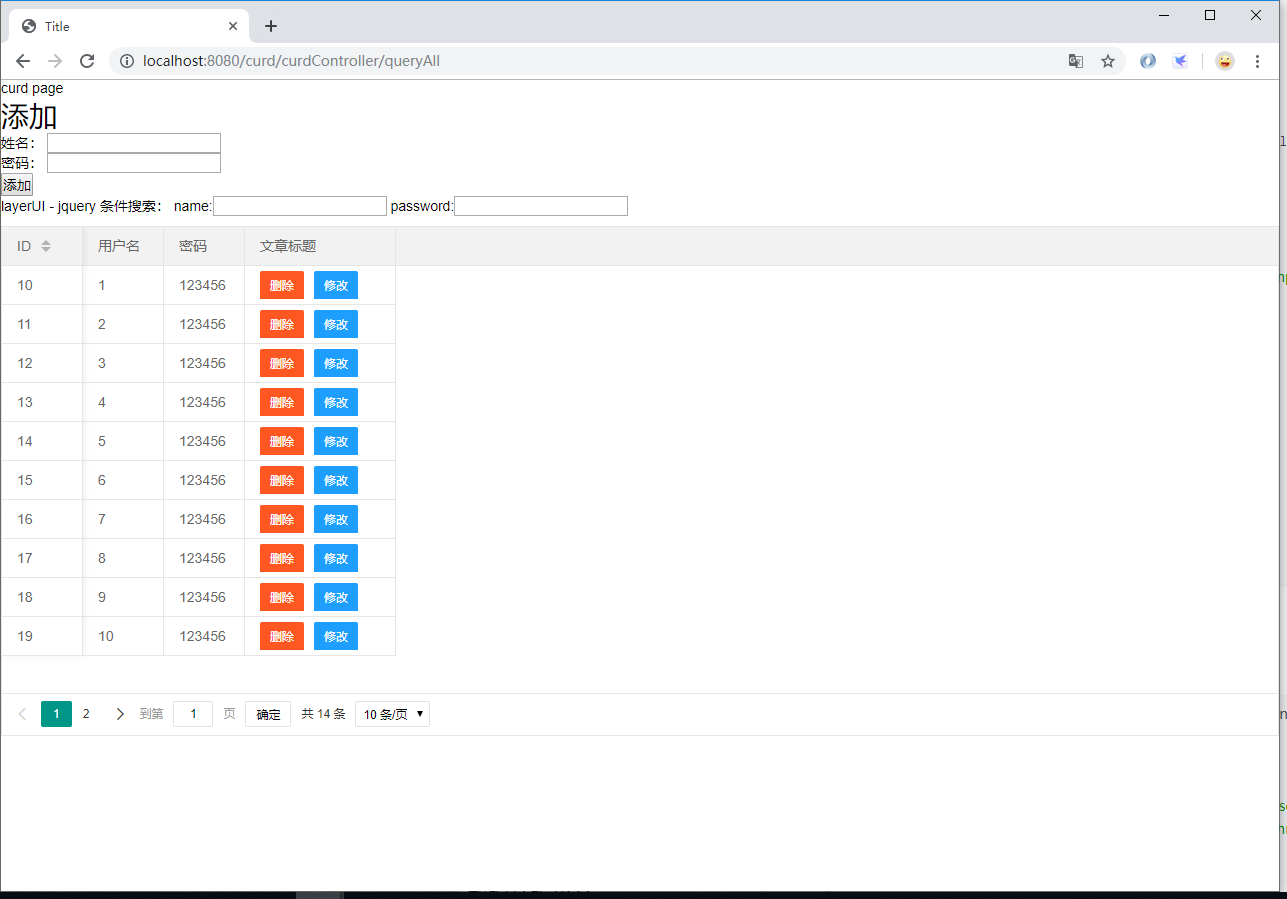 Title
localhost:8080/curd/curdController/queryAll
curd page
添加
姓名：
密码：
添加
layerUI - jquery 条件搜索： name: password:
ID 用户名 密码 文章标题
10 1 123456 删除 修改
11 2 123456 删除 修改
12 3 123456 删除 修改
13 4 123456 删除 修改
14 5 123456 删除 修改
15 6 123456 删除 修改
16 7 123456 删除 修改
17 8 123456 删除 修改
18 9 123456 删除 修改
19 10 123456 删除 修改
1 2 到第 1 页 确定 共 14 条 10 条/页